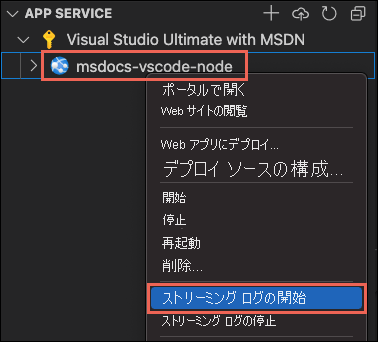 APP SERVICE
Visual Studio Ultimate with MSDN
msdocs-vscode-node
ポータルで開く
Web サイトの閲覧
Web アプリにデプロイ...
デプロイ ソースの構成...
開始
停止
再起動
削除...
ストリーミング ログの開始
ストリーミング ログの停止